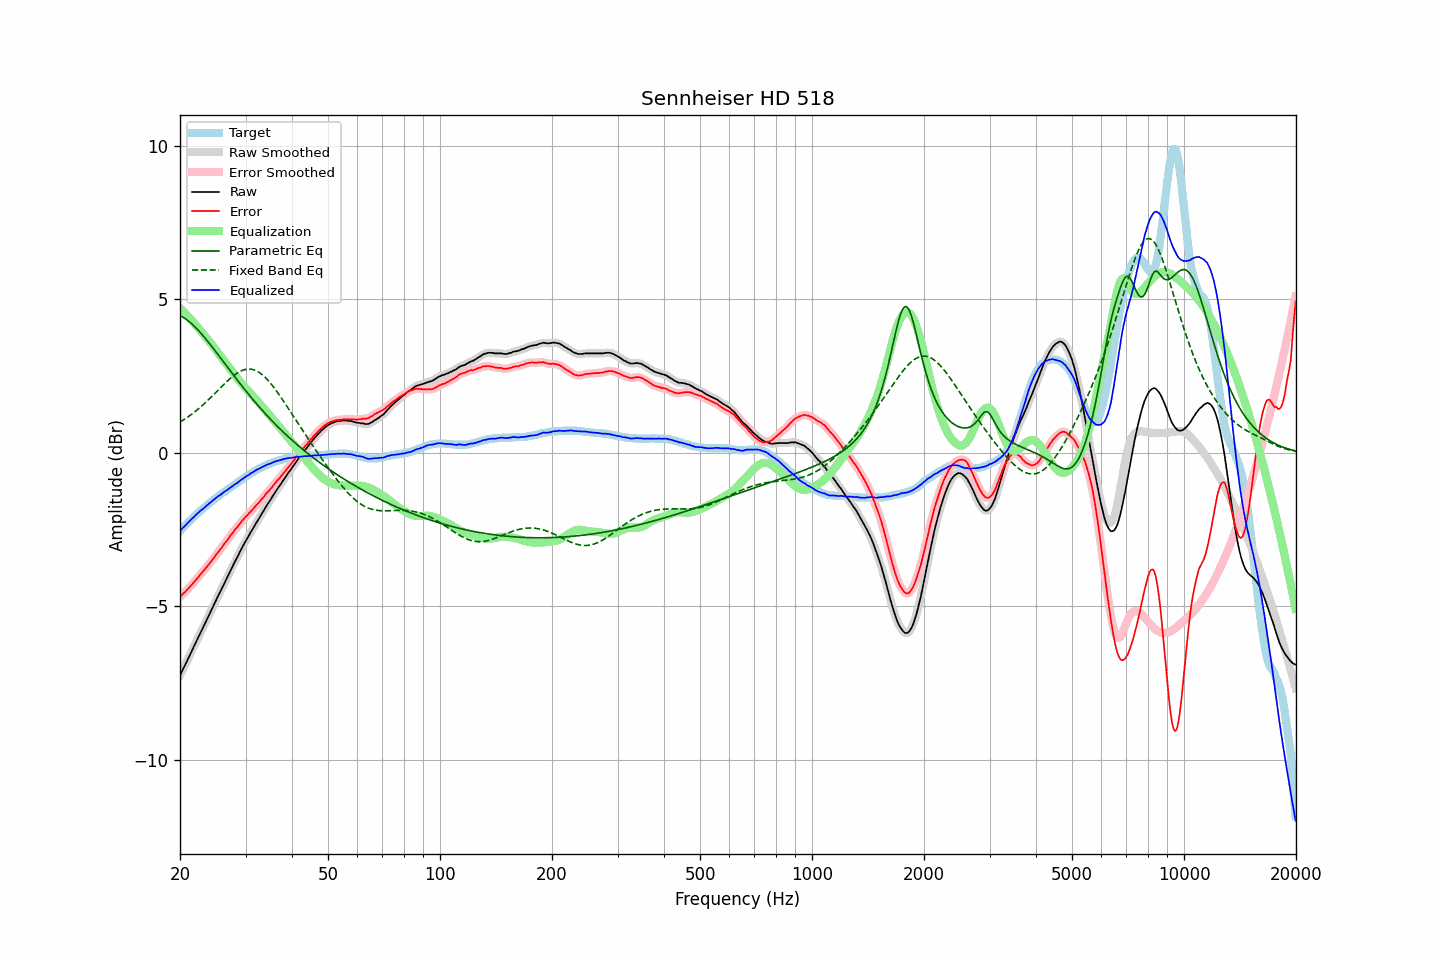 Sennheiser HD 518
Target
Raw Smoothed
Error Smoothed
Raw
Error
Equalization
Parametric Eq
Fixed Band Eq
Equalized
10
5
0
−5
−10
Amplitude (dBr)
20
50
100
200
500
1000
2000
5000
10000
20000
Frequency (Hz)